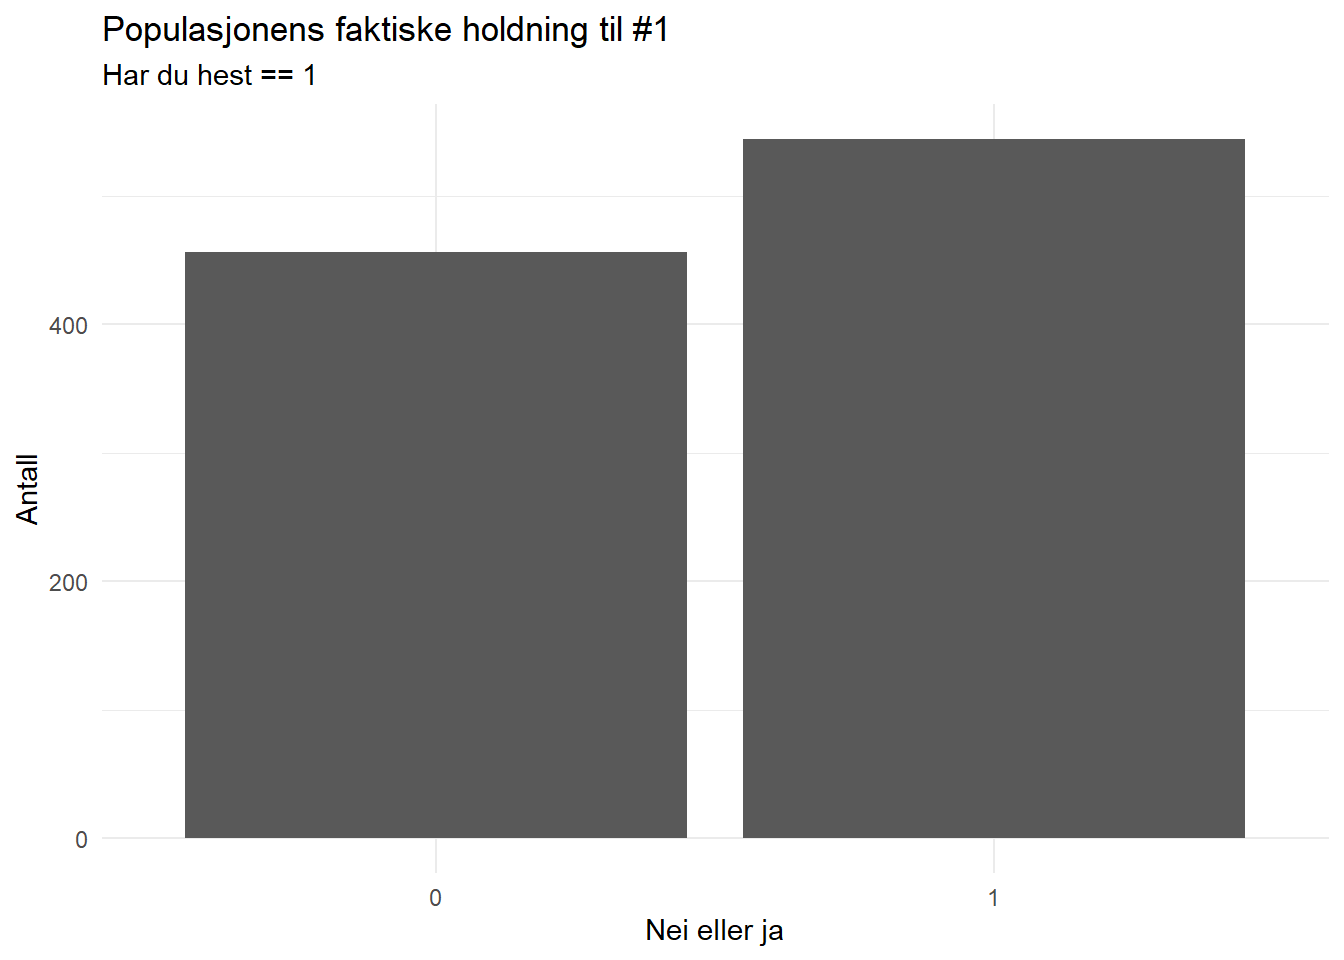 Populasjonens faktiske holdning til #1
Har du hest == 1
400
200
0
Antall
0 1
Nei eller ja